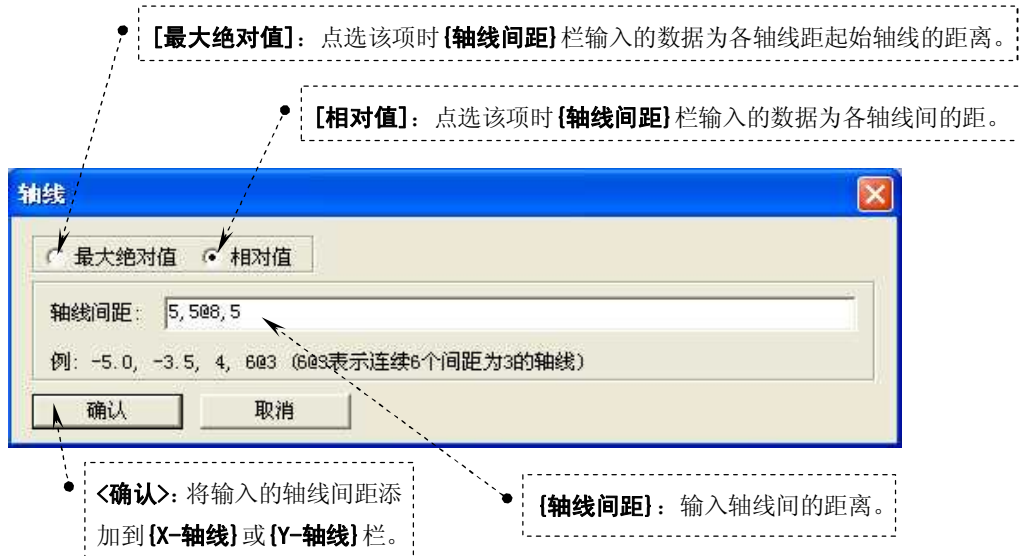 [最大绝对值]：点选该项时{轴线间距}栏输入的数据为各轴线距起始轴线的距离。
[相对值]：点选该项时{轴线间距}栏输入的数据为各轴线间的距。
轴线
最大绝对值 相对值
轴线间距： 5,5@8,5
例: -5.0, -3.5, 4, 6@3 (6@3表示连续6个间距为3的轴线)
确认 取消
<确认>：将输入的轴线间距添
加到{X-轴线}或{Y-轴线}栏。
{轴线间距}：输入轴线间的距离。